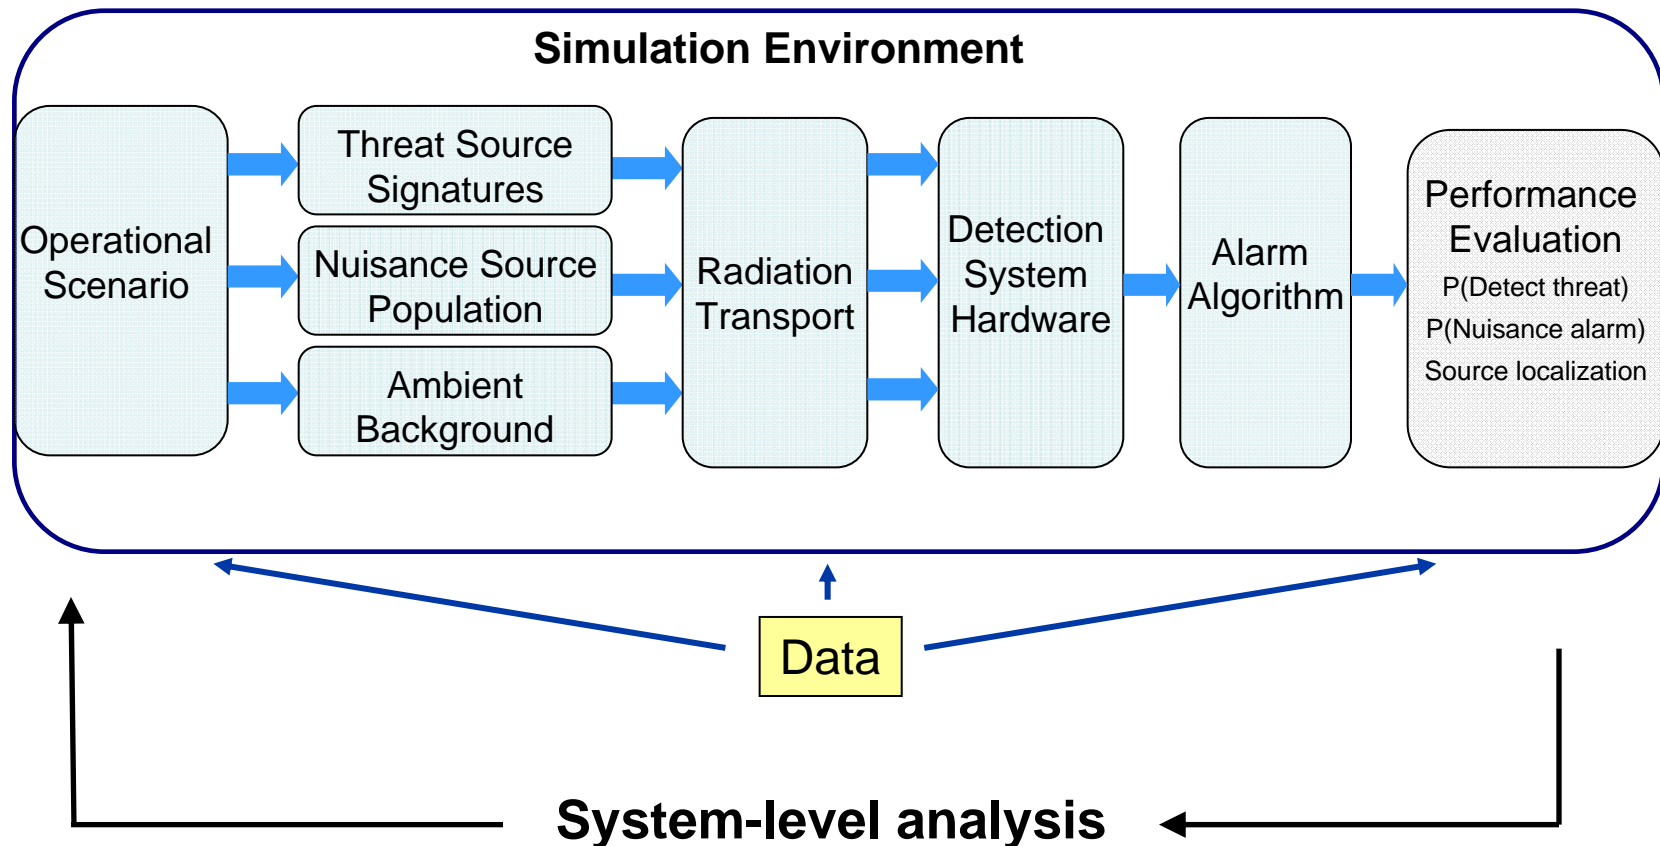 Simulation Environment
Operational
Scenario
Threat Source
Signatures
Nuisance Source
Population
Ambient
Background
Radiation
Transport
Detection
System
Hardware
Alarm
Algorithm
Performance
Evaluation
P(Detect threat)
P(Nuisance alarm)
Source localization
Data
System-level analysis